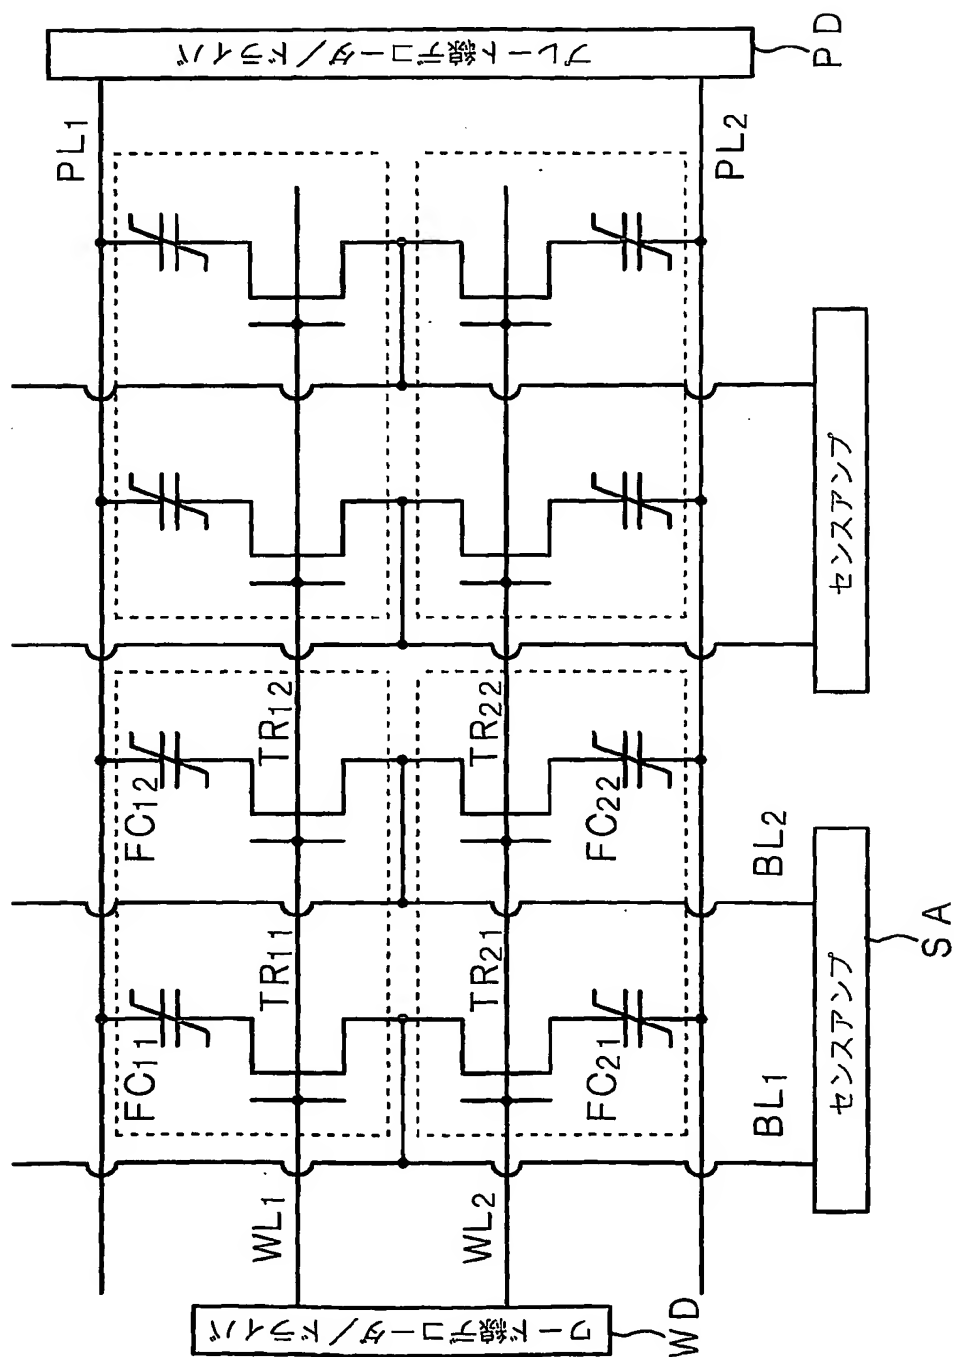 プレート線デコーダ/ドライバ
PD
PL1
PL2
センスアンプ
TR12
TR22
FC12
FC22
BL2
TR11
TR21
SA
センスアンプ
FC11
FC21
BL1
WL1
WL2
ワード線デコーダ/ドライバ
WD